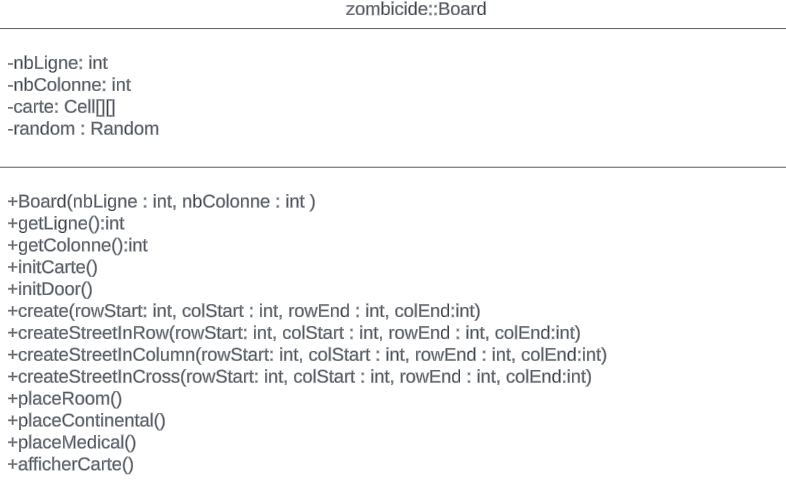 zombicide::Board
-nbLigne: int
-nbColonne: int
-carte: Cell[][]
-random : Random
+Board(nbLigne : int, nbColonne : int )
+getLigne():int
+getColonne():int
+initCarte()
+initDoor()
+create(rowStart: int, colStart : int, rowEnd : int, colEnd:int)
+createStreetInRow(rowStart: int, colStart : int, rowEnd : int, colEnd:int)
+createStreetInColumn(rowStart: int, colStart : int, rowEnd : int, colEnd:int)
+createStreetInCross(rowStart: int, colStart : int, rowEnd : int, colEnd:int)
+placeRoom()
+placeContinental()
+placeMedical()
+afficherCarte()